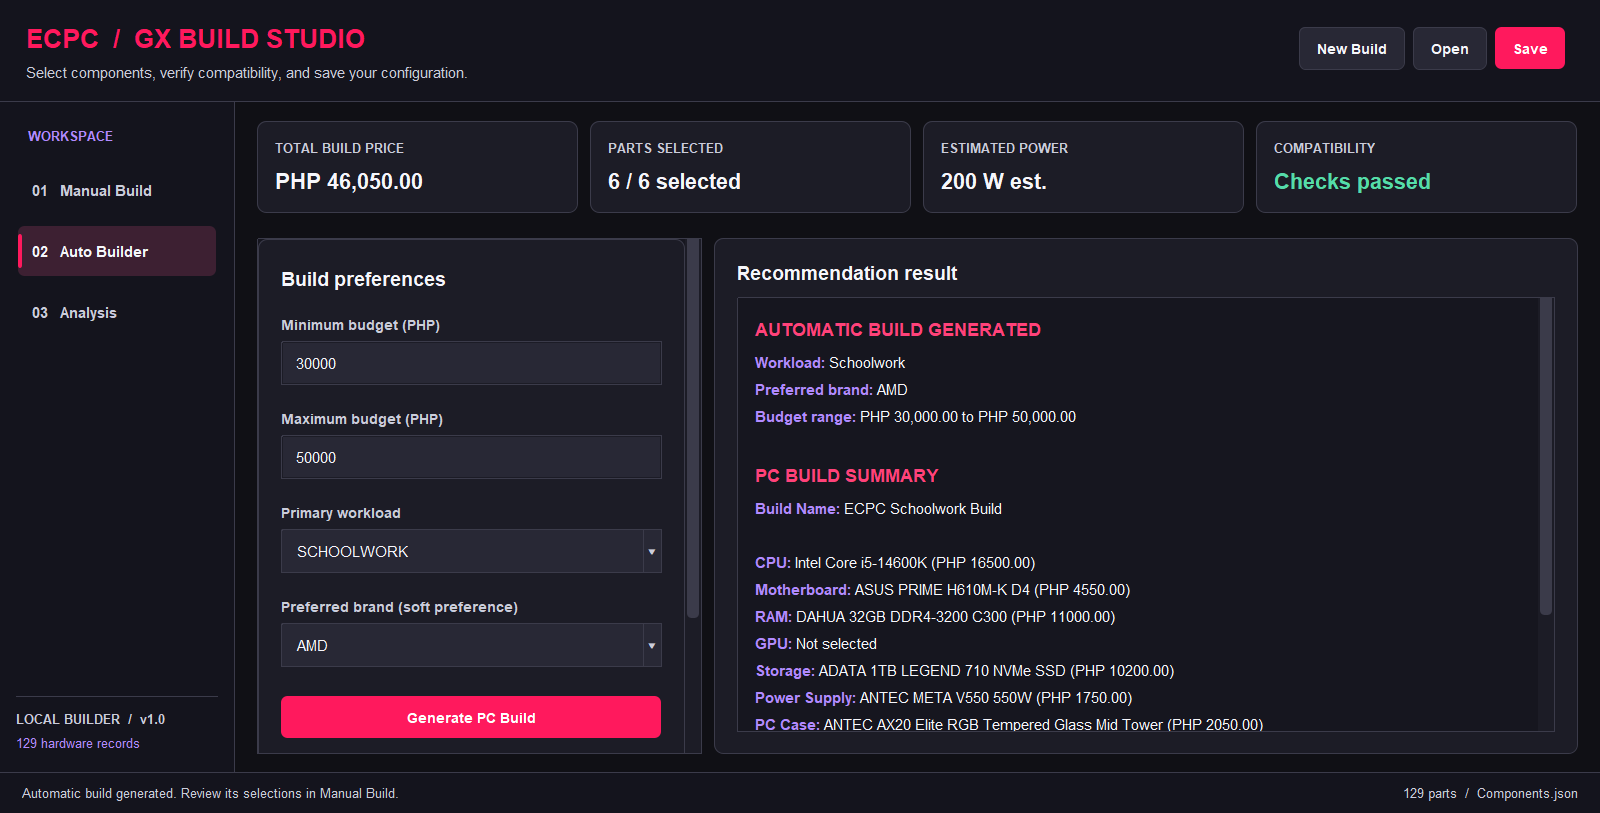 ECPC / GX BUILD STUDIO
Select components, verify compatibility, and save your configuration.
New Build
Open
Save
WORKSPACE
01 Manual Build
02 Auto Builder
03 Analysis
LOCAL BUILDER / v1.0
129 hardware records
TOTAL BUILD PRICE
PHP 46,050.00
PARTS SELECTED
6 / 6 selected
ESTIMATED POWER
200 W est.
COMPATIBILITY
Checks passed
Build preferences
Minimum budget (PHP)
30000
Maximum budget (PHP)
50000
Primary workload
SCHOOLWORK
Preferred brand (soft preference)
AMD
Generate PC Build
Recommendation result
AUTOMATIC BUILD GENERATED
Workload: Schoolwork
Preferred brand: AMD
Budget range: PHP 30,000.00 to PHP 50,000.00
PC BUILD SUMMARY
Build Name: ECPC Schoolwork Build
CPU: Intel Core i5-14600K (PHP 16500.00)
Motherboard: ASUS PRIME H610M-K D4 (PHP 4550.00)
RAM: DAHUA 32GB DDR4-3200 C300 (PHP 11000.00)
GPU: Not selected
Storage: ADATA 1TB LEGEND 710 NVMe SSD (PHP 10200.00)
Power Supply: ANTEC META V550 550W (PHP 1750.00)
PC Case: ANTEC AX20 Elite RGB Tempered Glass Mid Tower (PHP 2050.00)
Automatic build generated. Review its selections in Manual Build.
129 parts / Components.json